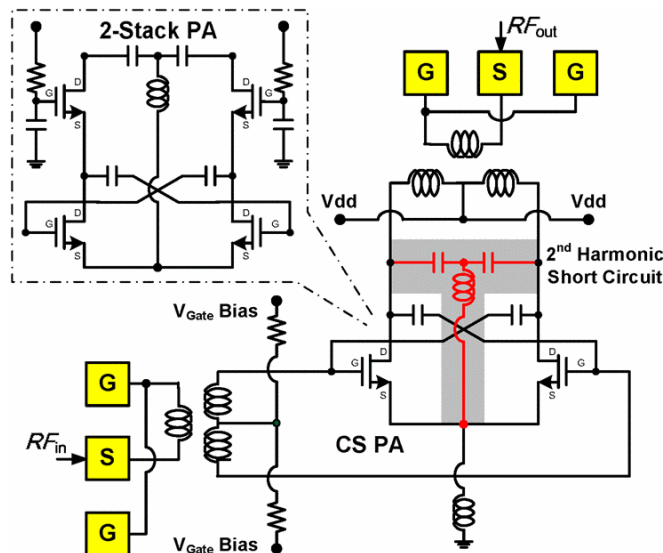 2-Stack PA
D
G
S
D
G
S
D
G
S
D
G
S
RFout
G
S
G
Vdd
Vdd
2nd Harmonic
Short Circuit
VGate Bias
D
G
S
D
G
S
G
RFin
S
G
CS PA
VGate Bias